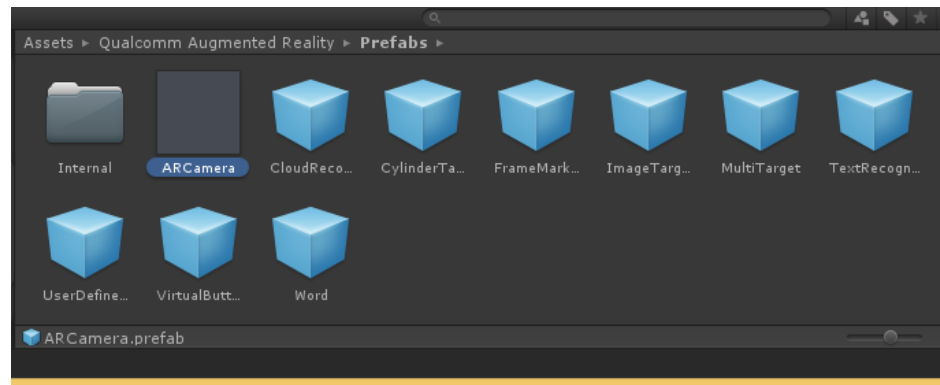 Assets ▸ Qualcomm Augmented Reality ▸ Prefabs ▸
Internal ARCamera CloudReco... CylinderTa... FrameMark... ImageTarg... MultiTarget TextRecogn...
UserDefine... VirtualButt... Word
ARCamera.prefab